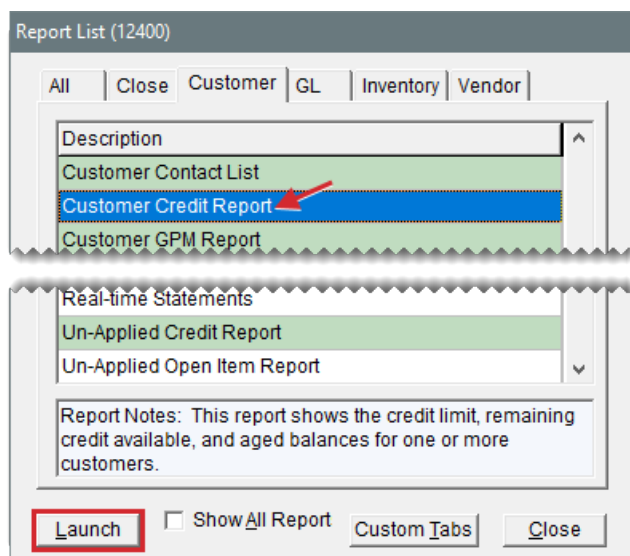 Report List (12400)
All Close Customer GL Inventory Vendor
Description
Customer Contact List
Customer Credit Report
Customer GPM Report
Real-time Statements
Un-Applied Credit Report
Un-Applied Open Item Report
Report Notes: This report shows the credit limit, remaining
credit available, and aged balances for one or more
customers.
Launch Show All Report Custom Tabs Close